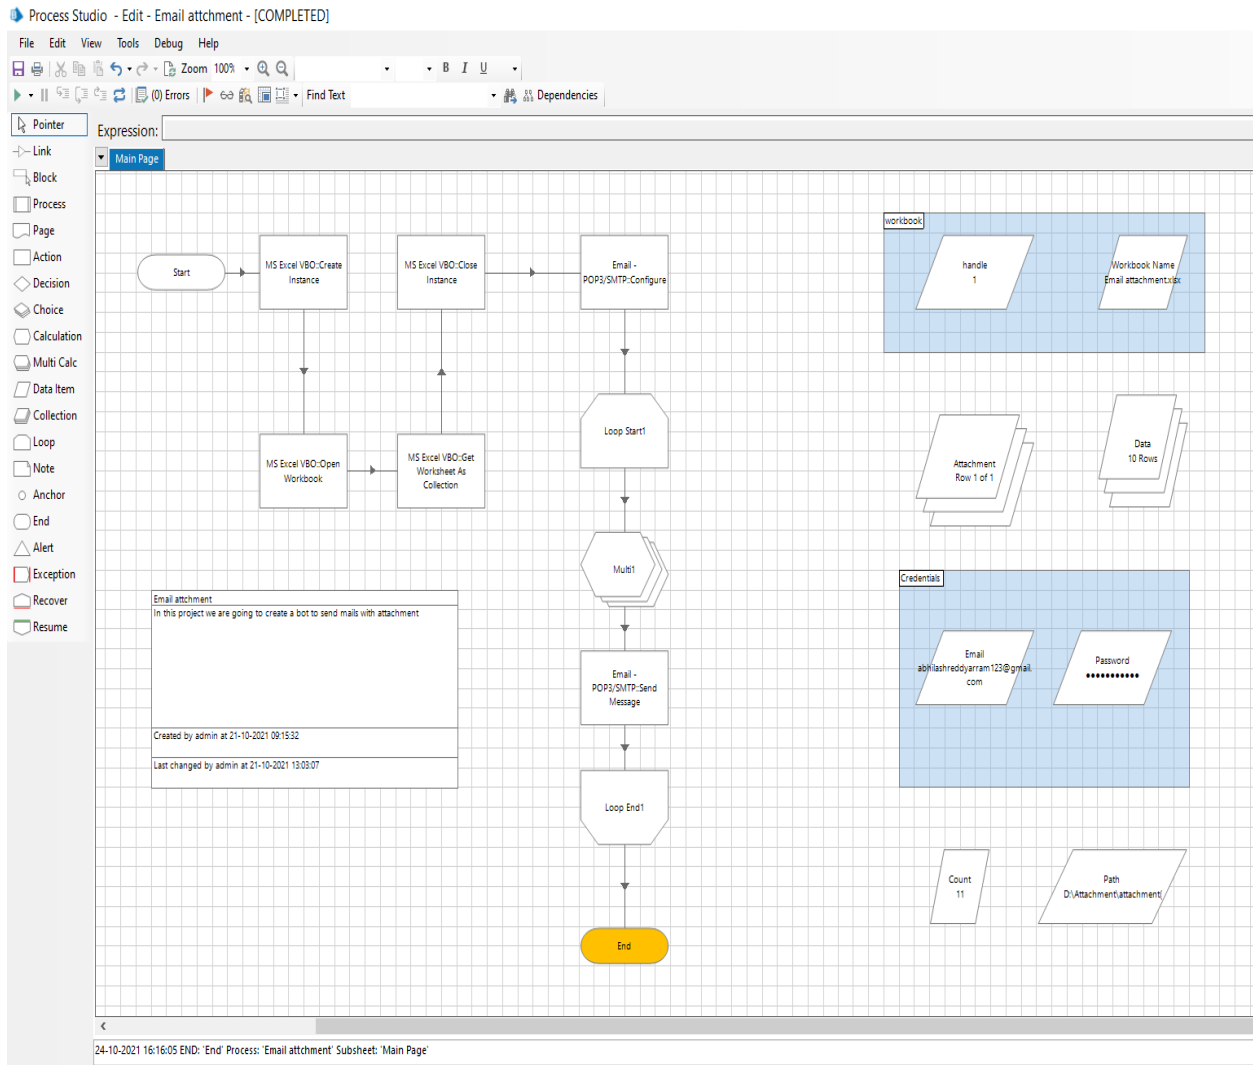 Process Studio - Edit - Email attchment - [COMPLETED]
File Edit View Tools Debug Help
Zoom 100% B I U
(0) Errors Find Text Dependencies
Pointer
Link
Block
Process
Page
Action
Decision
Choice
Calculation
Multi Calc
Data Item
Collection
Loop
Note
Anchor
End
Alert
Exception
Recover
Resume
Expression:
Main Page
Start
MS Excel VBO::Create
Instance
MS Excel VBO::Close
Instance
Email -
POP3/SMTP::Configure
MS Excel VBO::Open
Workbook
MS Excel VBO::Get
Worksheet As
Collection
Loop Start1
Multi1
Email -
POP3/SMTP::Send
Message
Loop End1
End
Email attchment
In this project we are going to create a bot to send mails with attachment
Created by admin at 21-10-2021 09:15:32
Last changed by admin at 21-10-2021 13:03:07
workbook
handle
1
Workbook Name
Email attachment.xlsx
Attachment
Row 1 of 1
Data
10 Rows
Credentials
Email
abhilashreddyarram123@gmail.
com
Password
•••••••••••
Count
11
Path
D:\Attachment\attachment\
24-10-2021 16:16:05 END: 'End' Process: 'Email attchment' Subsheet: 'Main Page'